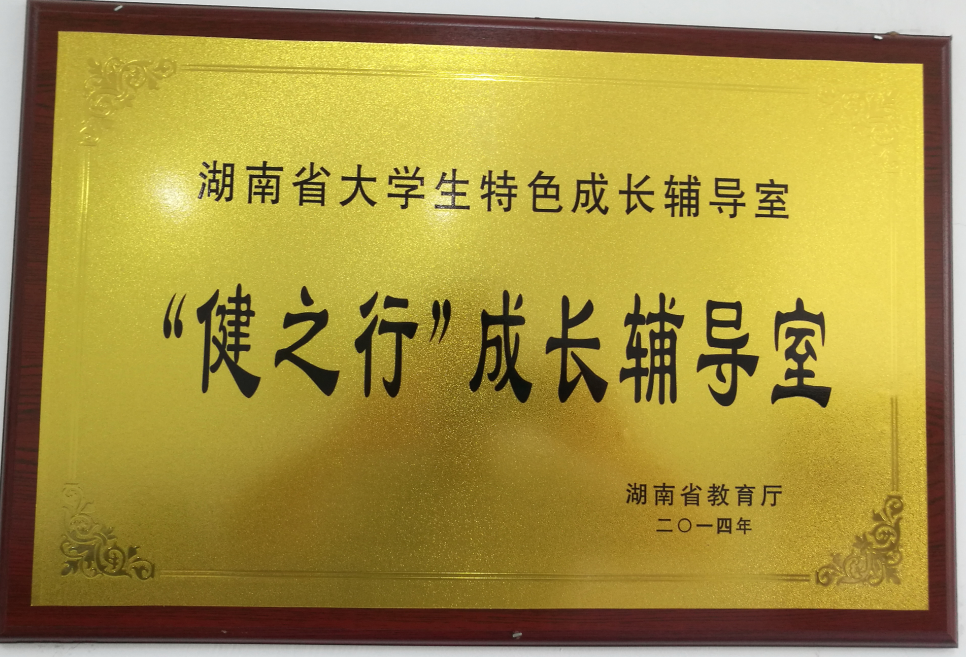 湖南省大学生特色成长辅导室
“健之行”成长辅导室
湖南省教育厅
二〇一四年